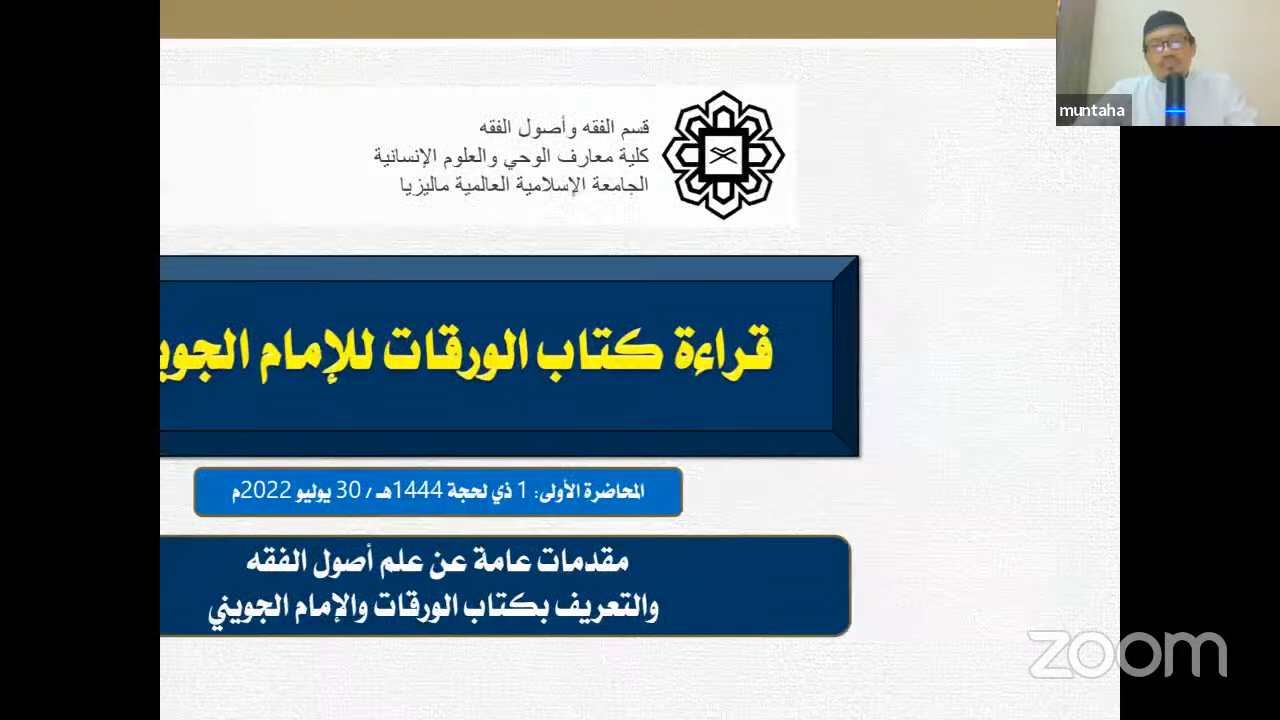 muntaha
قسم الفقه وأصول الفقه
كلية معارف الوحي والعلوم الإنسانية
الجامعة الإسلامية العالمية ماليزيا
قراءة كتاب الورقات للإمام
المحاضرة الأولى: 1 ذي لحجة 1444هـ / 30 يوليو 2022م
مقدمات عامة عن علم أصول الفقه
والتعريف بكتاب الورقات والإمام الجويني
zoom